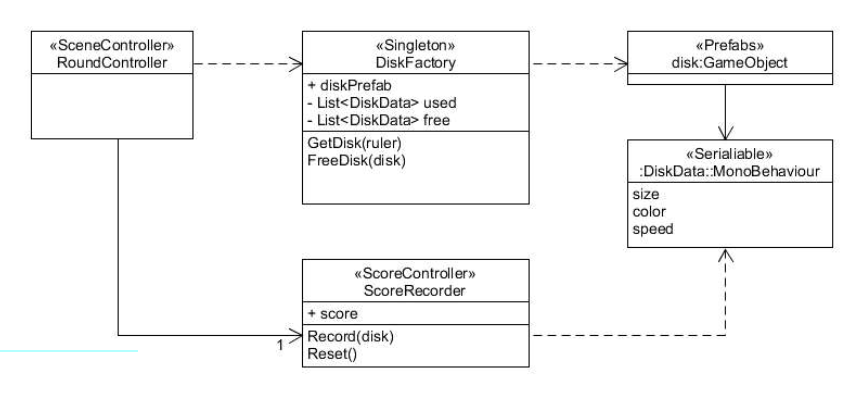 «SceneController»
RoundController
«Singleton»
DiskFactory
+ diskPrefab
- List<DiskData> used
- List<DiskData> free
GetDisk(ruler)
FreeDisk(disk)
«Prefabs»
disk:GameObject
«Serialiable»
:DiskData::MonoBehaviour
size
color
speed
«ScoreController»
ScoreRecorder
+ score
Record(disk)
Reset()
1